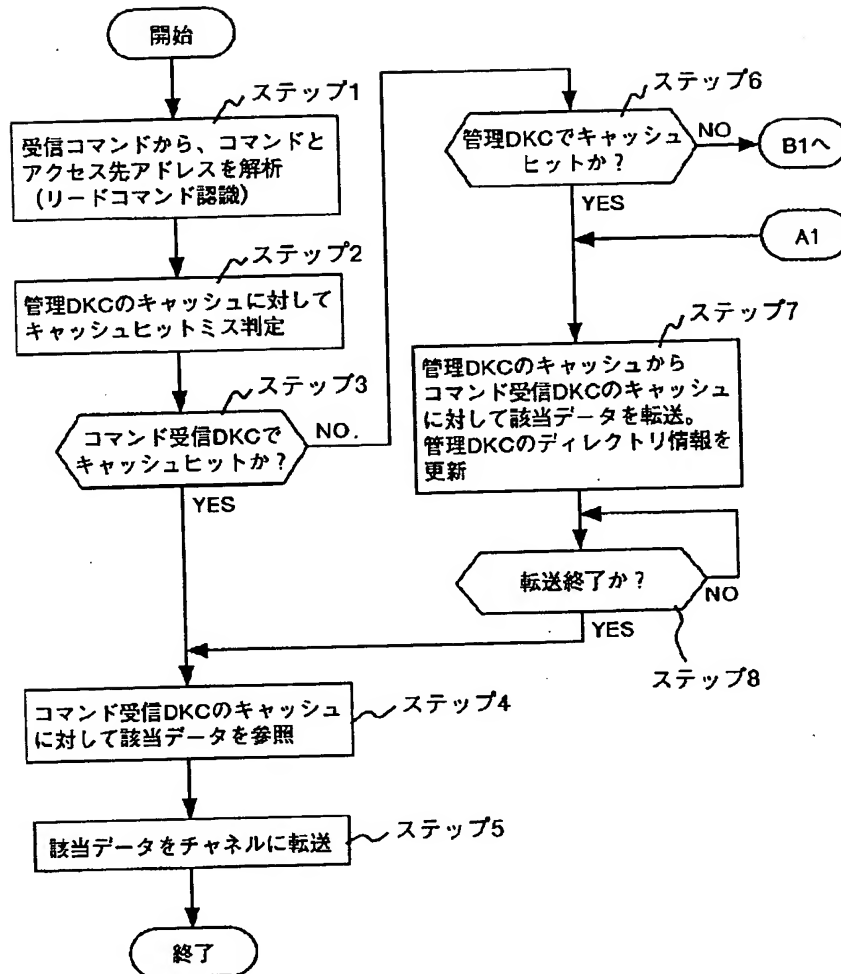 開始
ステップ1
受信コマンドから、コマンドと
アクセス先アドレスを解析
(リードコマンド認識)
ステップ2
管理DKCのキャッシュに対して
キャッシュヒットミス判定
ステップ3
コマンド受信DKCで
キャッシュヒットか?
NO.
YES
ステップ6
管理DKCでキャッシュ
ヒットか?
NO
B1へ
YES
A1
ステップ7
管理DKCのキャッシュから
コマンド受信DKCのキャッシュ
に対して該当データを転送。
管理DKCのディレクトリ情報を
更新
転送終了か?
NO
YES
ステップ8
コマンド受信DKCのキャッシュ
に対して該当データを参照
ステップ4
該当データをチャネルに転送
ステップ5
終了